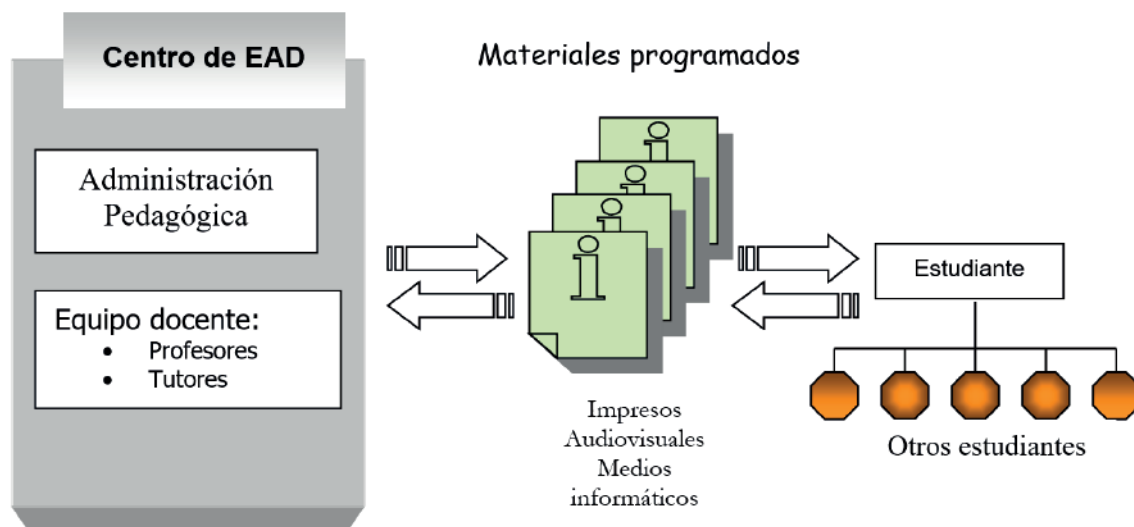 Centro de EAD
Administración
Pedagógica
Equipo docente:
• Profesores
• Tutores
Materiales programados
i
i
i
i
Impresos
Audiovisuales
Medios
informáticos
Estudiante
Otros estudiantes